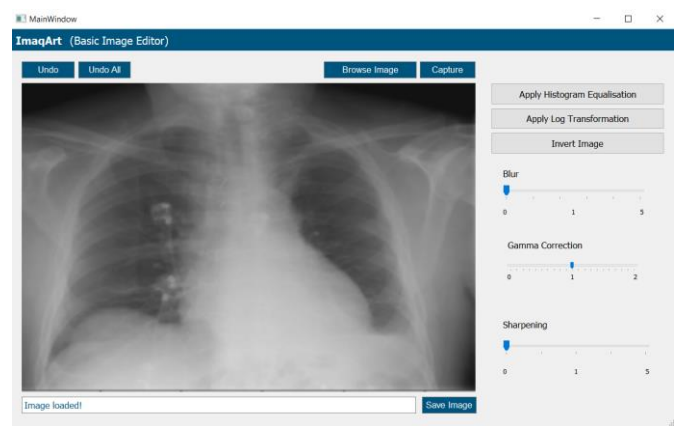 MainWindow
ImaqArt (Basic Image Editor)
Undo Undo All Browse Image Capture
Apply Histogram Equalisation
Apply Log Transformation
Invert Image
Blur
0 1 5
Gamma Correction
0 1 2
Sharpening
0 1 5
Image loaded! Save Image